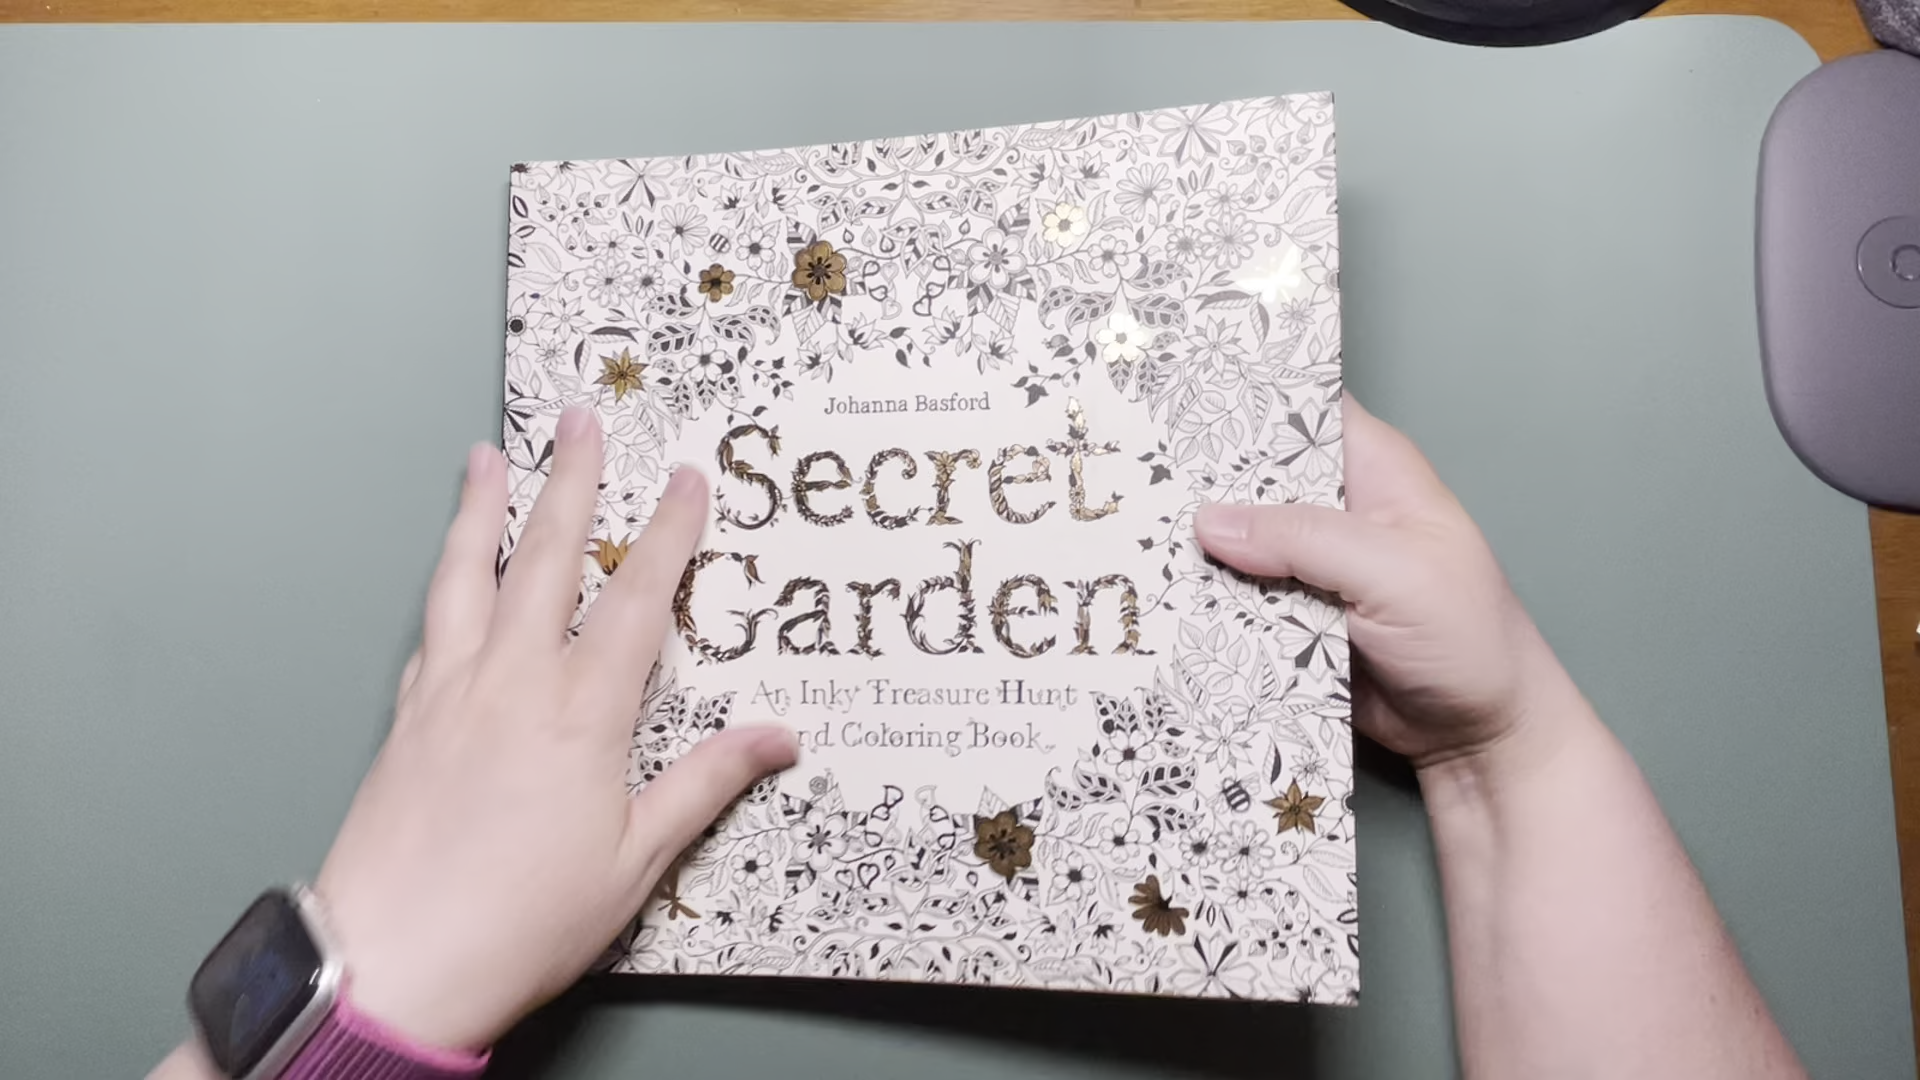 Johanna Basford
Secret
Garden
An Inky Treasure Hunt
nd Coloring Book